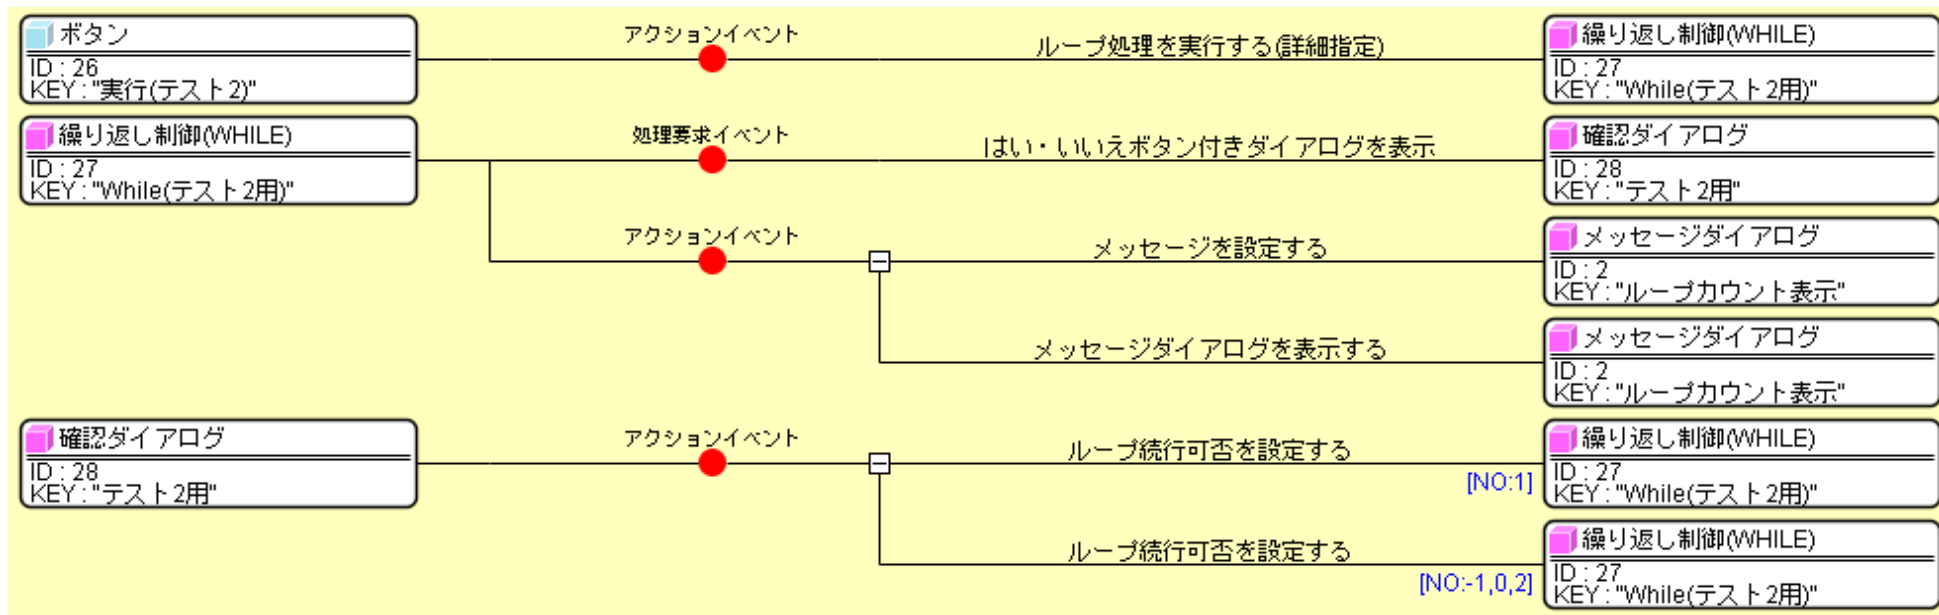 ボタン
ID : 26
KEY : "実行(テスト2)"
アクションイベント
ループ処理を実行する(詳細指定)
繰り返し制御(WHILE)
ID : 27
KEY : "While(テスト2用)"
繰り返し制御(WHILE)
ID : 27
KEY : "While(テスト2用)"
処理要求イベント
はい・いいえボタン付きダイアログを表示
確認ダイアログ
ID : 28
KEY : "テスト2用"
アクションイベント
メッセージを設定する
メッセージダイアログ
ID : 2
KEY : "ループカウント表示"
メッセージダイアログを表示する
メッセージダイアログ
ID : 2
KEY : "ループカウント表示"
確認ダイアログ
ID : 28
KEY : "テスト2用"
アクションイベント
ループ続行可否を設定する
[NO:1]
繰り返し制御(WHILE)
ID : 27
KEY : "While(テスト2用)"
ループ続行可否を設定する
[NO:-1,0,2]
繰り返し制御(WHILE)
ID : 27
KEY : "While(テスト2用)"